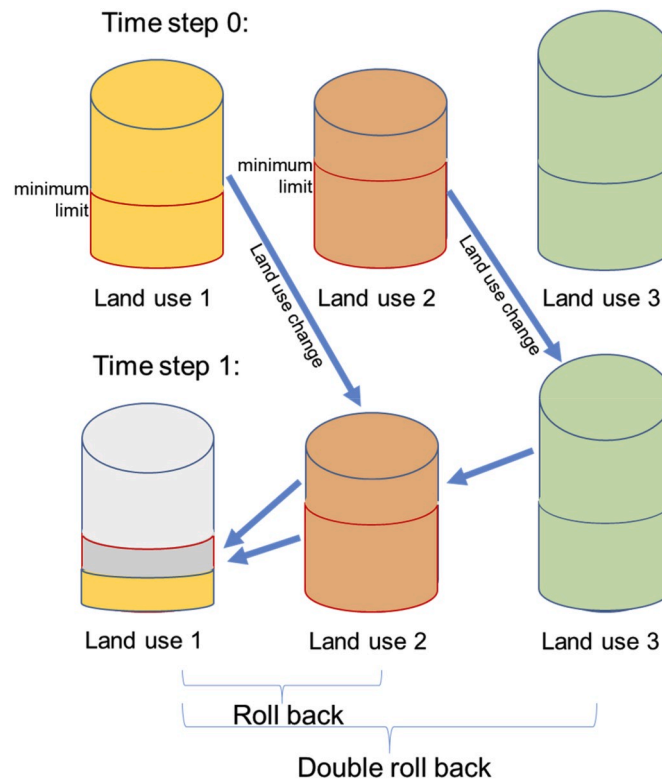 Time step 0:
minimum
limit
minimum
limit
Land use change
Land use change
Land use 1
Land use 2
Land use 3
Time step 1:
Land use 1
Land use 2
Land use 3
Roll back
Double roll back